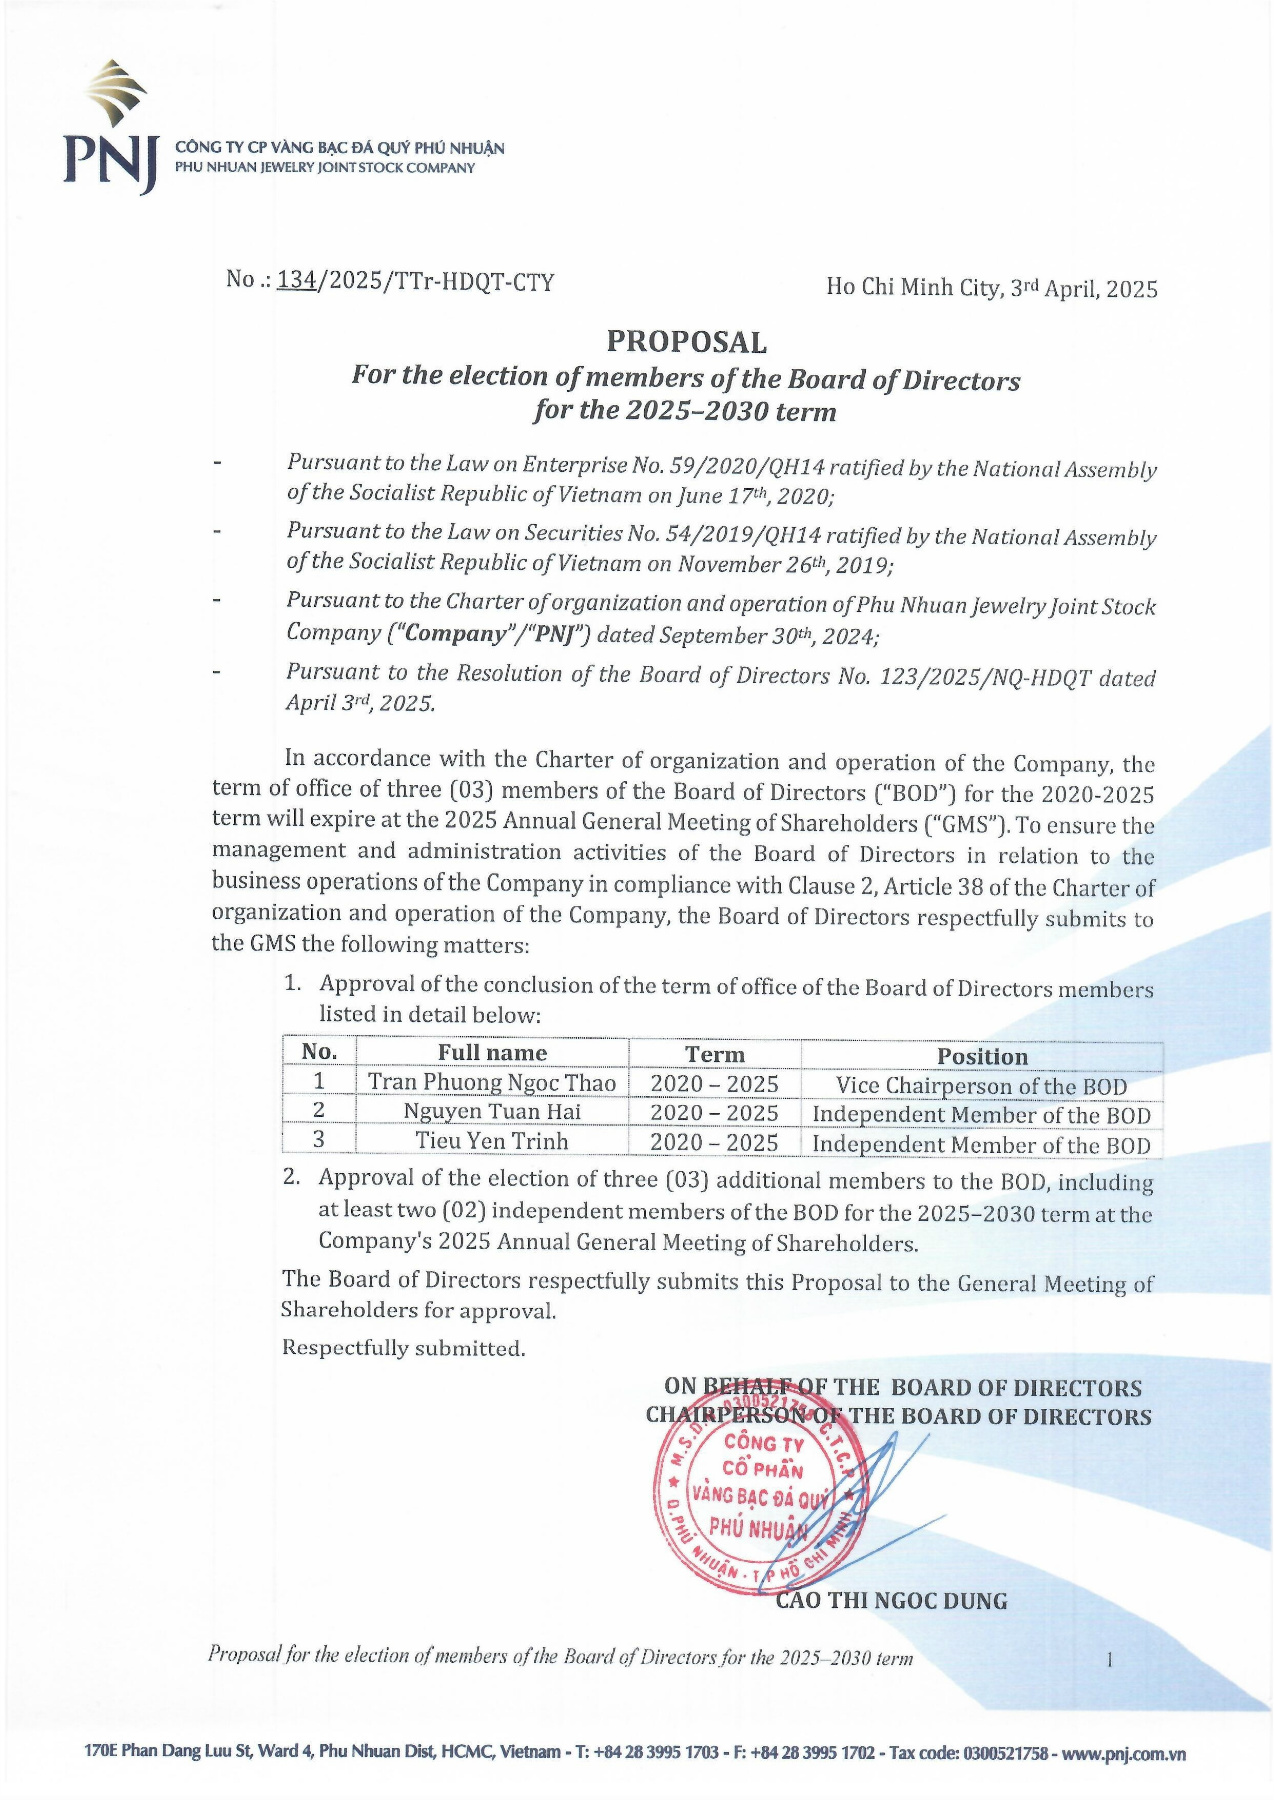 PNJ
CÔNG TY CP VÀNG BẠC ĐÁ QUÝ PHÚ NHUẬN
PHU NHUAN JEWELRY JOINT STOCK COMPANY
No .: 134/2025/TTr-HDQT-CTY
Ho Chi Minh City, 3rd April, 2025
PROPOSAL
For the election of members of the Board of Directors
for the 2025–2030 term
- Pursuant to the Law on Enterprise No. 59/2020/QH14 ratified by the National Assembly
of the Socialist Republic of Vietnam on June 17th, 2020;
- Pursuant to the Law on Securities No. 54/2019/QH14 ratified by the National Assembly
of the Socialist Republic of Vietnam on November 26th, 2019;
- Pursuant to the Charter of organization and operation of Phu Nhuan Jewelry Joint Stock
Company ("Company"/"PNJ") dated September 30th, 2024;
- Pursuant to the Resolution of the Board of Directors No. 123/2025/NQ-HDQT dated
April 3rd, 2025.
In accordance with the Charter of organization and operation of the Company, the
term of office of three (03) members of the Board of Directors ("BOD") for the 2020-2025
term will expire at the 2025 Annual General Meeting of Shareholders ("GMS"). To ensure the
management and administration activities of the Board of Directors in relation to the
business operations of the Company in compliance with Clause 2, Article 38 of the Charter of
organization and operation of the Company, the Board of Directors respectfully submits to
the GMS the following matters:
1. Approval of the conclusion of the term of office of the Board of Directors members
listed in detail below:
No. Full name Term Position
1 Tran Phuong Ngoc Thao 2020 – 2025 Vice Chairperson of the BOD
2 Nguyen Tuan Hai 2020 – 2025 Independent Member of the BOD
3 Tieu Yen Trinh 2020 – 2025 Independent Member of the BOD
2. Approval of the election of three (03) additional members to the BOD, including
at least two (02) independent members of the BOD for the 2025–2030 term at the
Company's 2025 Annual General Meeting of Shareholders.
The Board of Directors respectfully submits this Proposal to the General Meeting of
Shareholders for approval.
Respectfully submitted.
ON BEHALF OF THE BOARD OF DIRECTORS
CHAIRPERSON OF THE BOARD OF DIRECTORS
M.S.D.N: 0300521758 C.T.C.P
CÔNG TY
CỔ PHẦN
VÀNG BẠC ĐÁ QUÝ
PHÚ NHUẬN
Q.PHÚ NHUẬN - T.P HỒ CHÍ MINH
CAO THI NGOC DUNG
Proposal for the election of members of the Board of Directors for the 2025–2030 term 1
170E Phan Dang Luu St, Ward 4, Phu Nhuan Dist, HCMC, Vietnam - T: +84 28 3995 1703 - F: +84 28 3995 1702 - Tax code: 0300521758 - www.pnj.com.vn